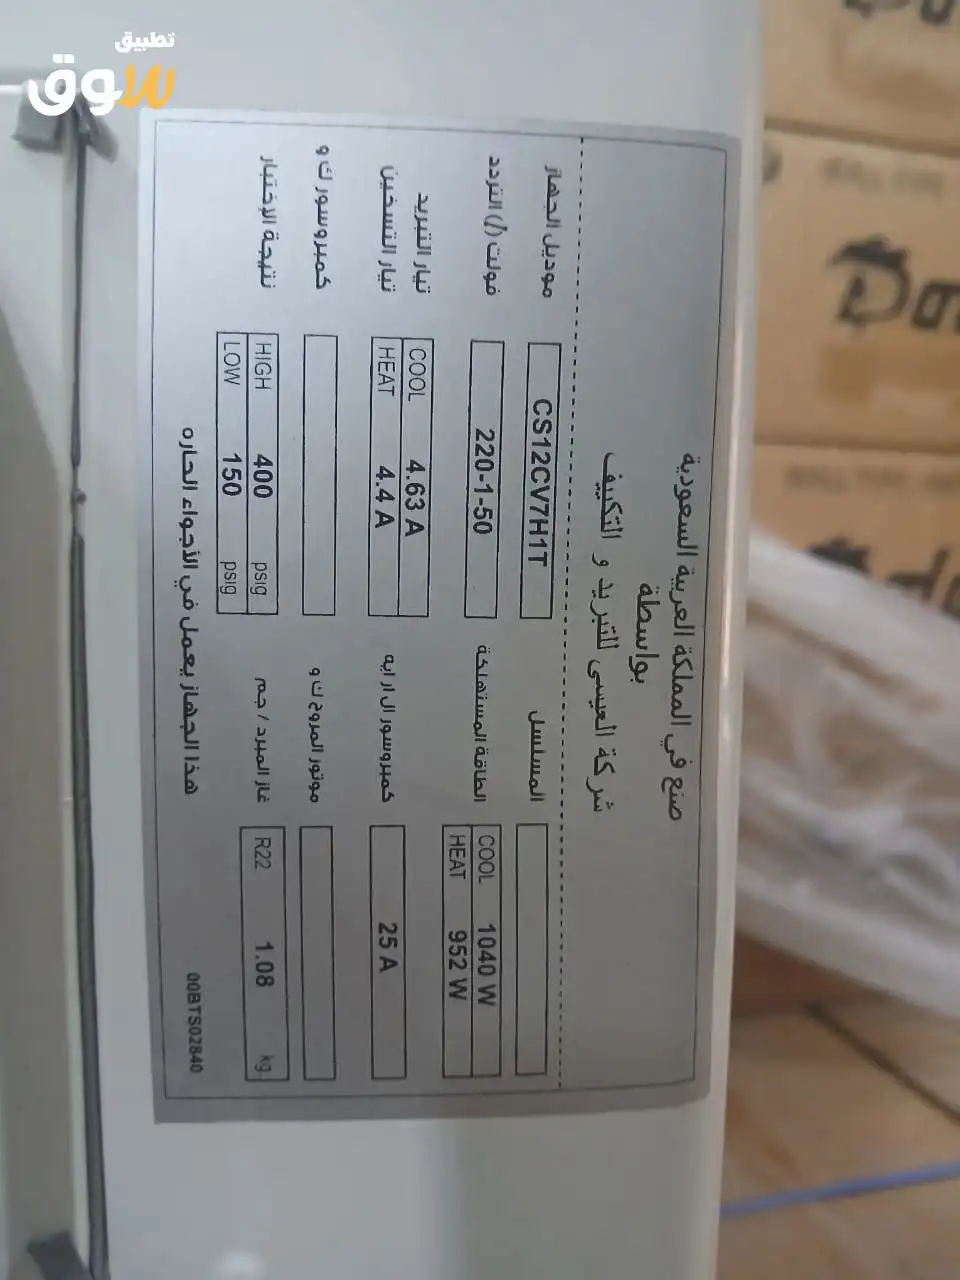 تطبيق
سوق
صنع في المملكة العربية السعودية
بواسطة
شركة العيسى للتبريد و التكييف
موديل الجهاز CS12CV7H1T المسلسل
فولت (/) التردد 220-1-50 الطاقة المستهلكة COOL 1040 W
HEAT 952 W
تيار التبريد COOL 4.63 A
تيار التسخين HEAT 4.4 A كمبروسور ال ار ايه 25 A
كمبروسور ك و موتور المروح ك و
نتيجة الإختبار HIGH 400 psig غاز المبرد / جم R22 1.08 kg
LOW 150 psig
هذا الجهاز يعمل في الأجواء الحاره 00BTS02840